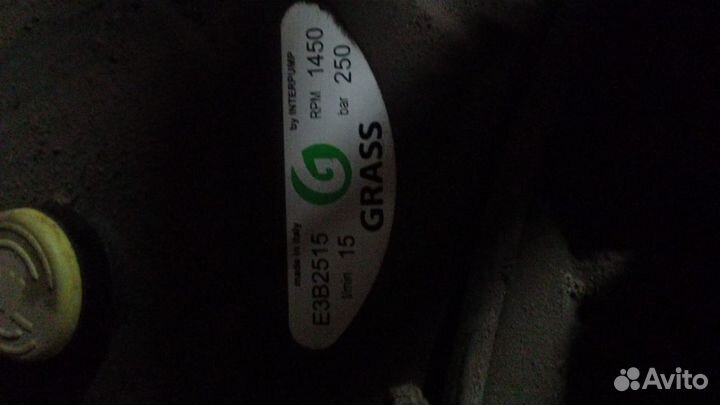 made in Italy by INTERPUMP
E3B2515 RPM 1450
l/min 15 bar 250
GRASS
Avito